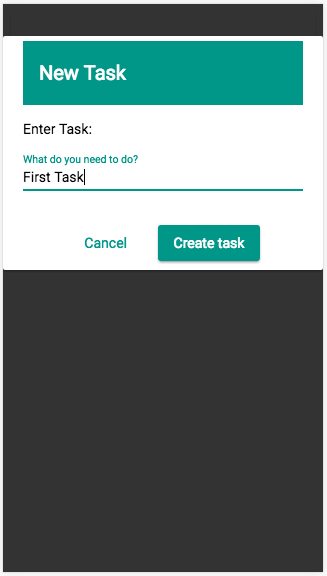 New Task
Enter Task:
What do you need to do?
First Task
Cancel Create task